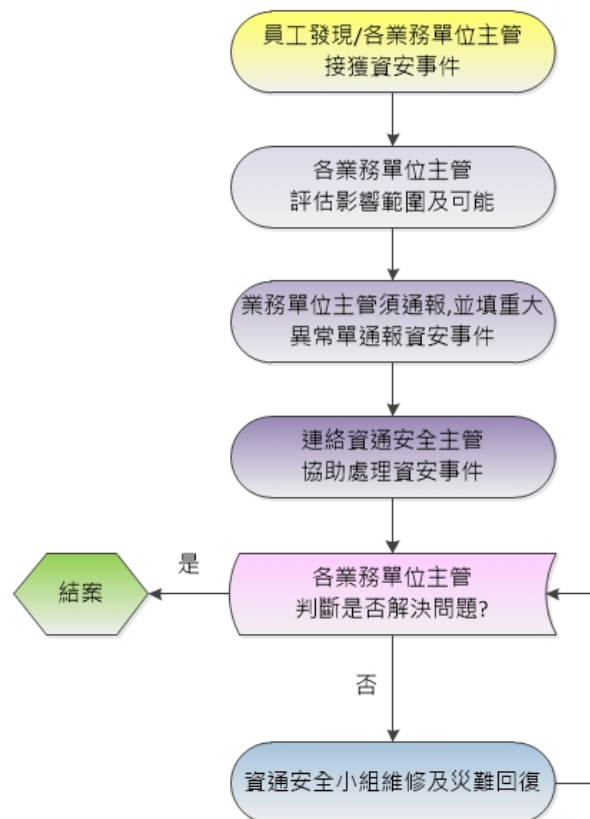 員工發現/各業務單位主管
接獲資安事件
各業務單位主管
評估影響範圍及可能
業務單位主管須通報,並填重大
異常單通報資安事件
連絡資通安全主管
協助處理資安事件
是
結案
各業務單位主管
判斷是否解決問題?
否
資通安全小組維修及災難回復